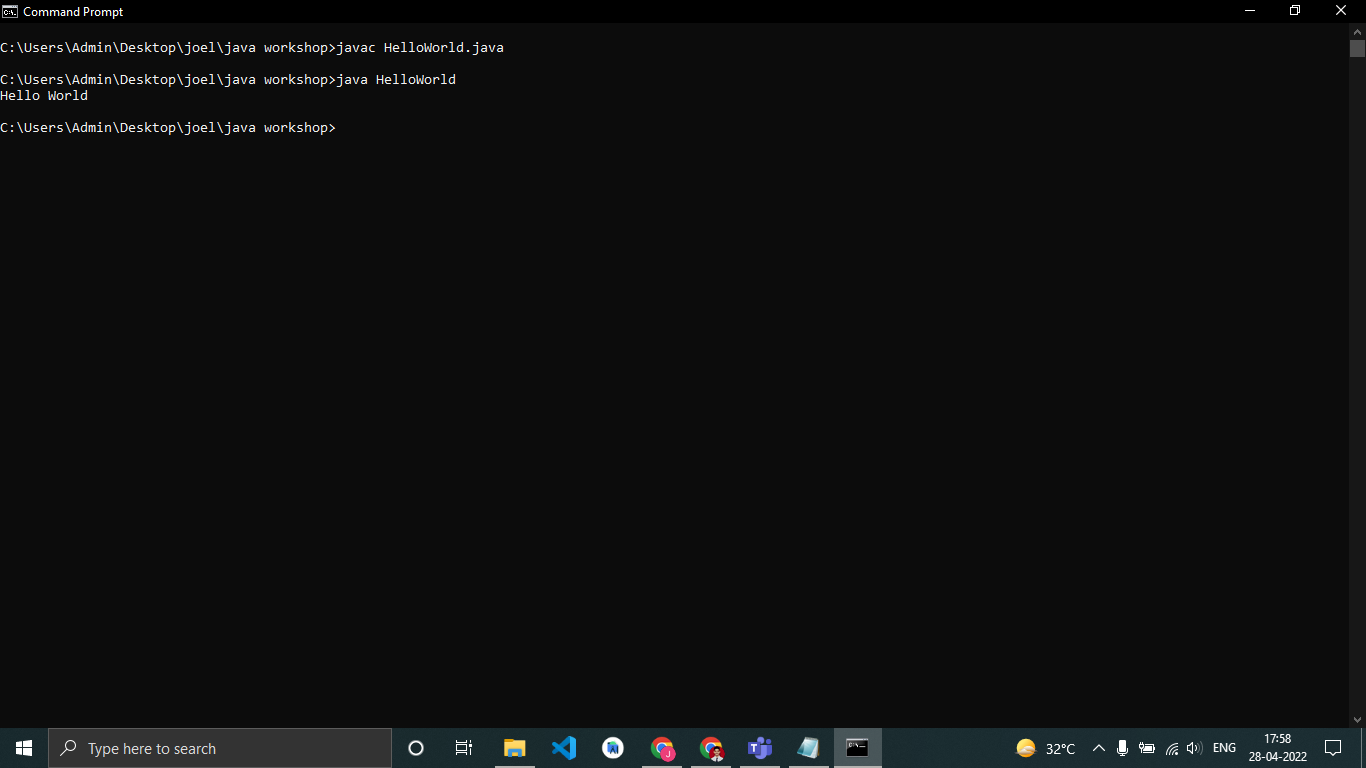 Command Prompt
C:\Users\Admin\Desktop\joel\java workshop>javac HelloWorld.java
C:\Users\Admin\Desktop\joel\java workshop>java HelloWorld
Hello World
C:\Users\Admin\Desktop\joel\java workshop>
Type here to search
32°C
ENG
17:58
28-04-2022